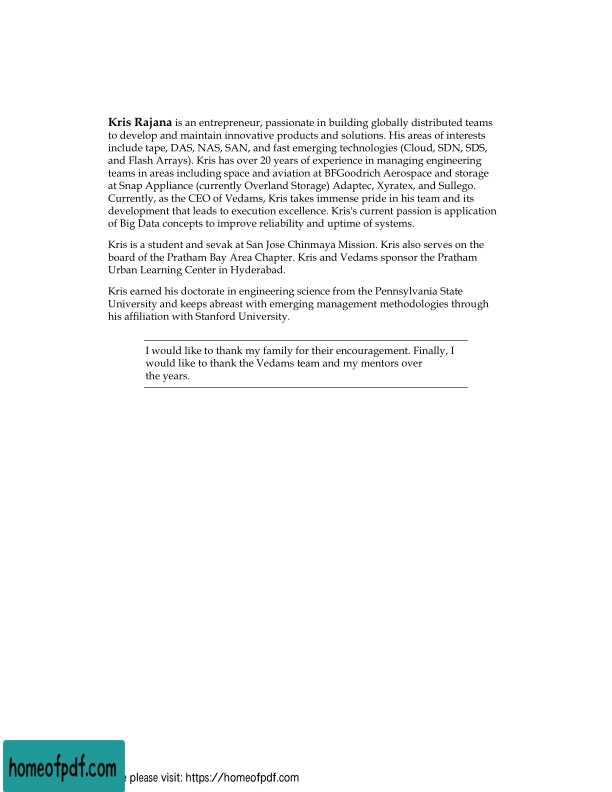 Kris Rajana is an entrepreneur, passionate in building globally distributed teams
to develop and maintain innovative products and solutions. His areas of interests
include tape, DAS, NAS, SAN, and fast emerging technologies (Cloud, SDN, SDS,
and Flash Arrays). Kris has over 20 years of experience in managing engineering
teams in areas including space and aviation at BFGoodrich Aerospace and storage
at Snap Appliance (currently Overland Storage) Adaptec, Xyratex, and Sullego.
Currently, as the CEO of Vedams, Kris takes immense pride in his team and its
development that leads to execution excellence. Kris's current passion is application
of Big Data concepts to improve reliability and uptime of systems.
Kris is a student and sevak at San Jose Chinmaya Mission. Kris also serves on the
board of the Pratham Bay Area Chapter. Kris and Vedams sponsor the Pratham
Urban Learning Center in Hyderabad.
Kris earned his doctorate in engineering science from the Pennsylvania State
University and keeps abreast with emerging management methodologies through
his affiliation with Stanford University.
I would like to thank my family for their encouragement. Finally, I
would like to thank the Vedams team and my mentors over
the years.
homeofpdf.com
please visit: https://homeofpdf.com